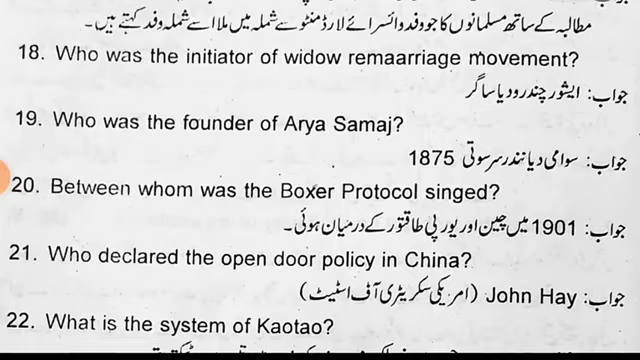 مطالبہ کے ساتھ مسلمانوں کا جو وفد وائسرائے لارڈ منٹو سے شملہ میں ملا اسے شملہ وفد کہتے ہیں۔
18. Who was the initiator of widow remaarriage movement?
جواب: ایشور چندر ودیا ساگر
19. Who was the founder of Arya Samaj?
جواب: سوامی دیانندر سرسوتی 1875
20. Between whom was the Boxer Protocol singed?
جواب: 1901 میں چین اور یورپی طاقتور کے درمیان ہوئی۔
21. Who declared the open door policy in China?
جواب: John Hay (امریکی سکریٹری آف اسٹیٹ)
22. What is the system of Kaotao?